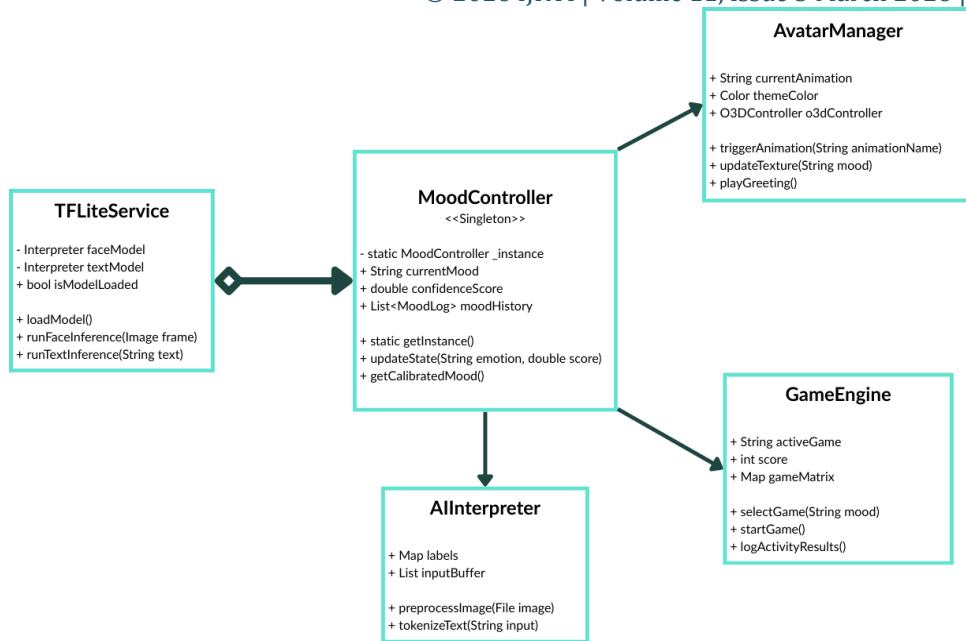 AvatarManager
+ String currentAnimation
+ Color themeColor
+ O3DController o3dController
+ triggerAnimation(String animationName)
+ updateTexture(String mood)
+ playGreeting()
MoodController
<<Singleton>>
- static MoodController _instance
+ String currentMood
+ double confidenceScore
+ List<MoodLog> moodHistory
+ static getInstance()
+ updateState(String emotion, double score)
+ getCalibratedMood()
TFLiteService
- Interpreter faceModel
- Interpreter textModel
+ bool isModelLoaded
+ loadModel()
+ runFaceInference(Image frame)
+ runTextInference(String text)
GameEngine
+ String activeGame
+ int score
+ Map gameMatrix
+ selectGame(String mood)
+ startGame()
+ logActivityResults()
AIInterpreter
+ Map labels
+ List inputBuffer
+ preprocessImage(File image)
+ tokenizeText(String input)